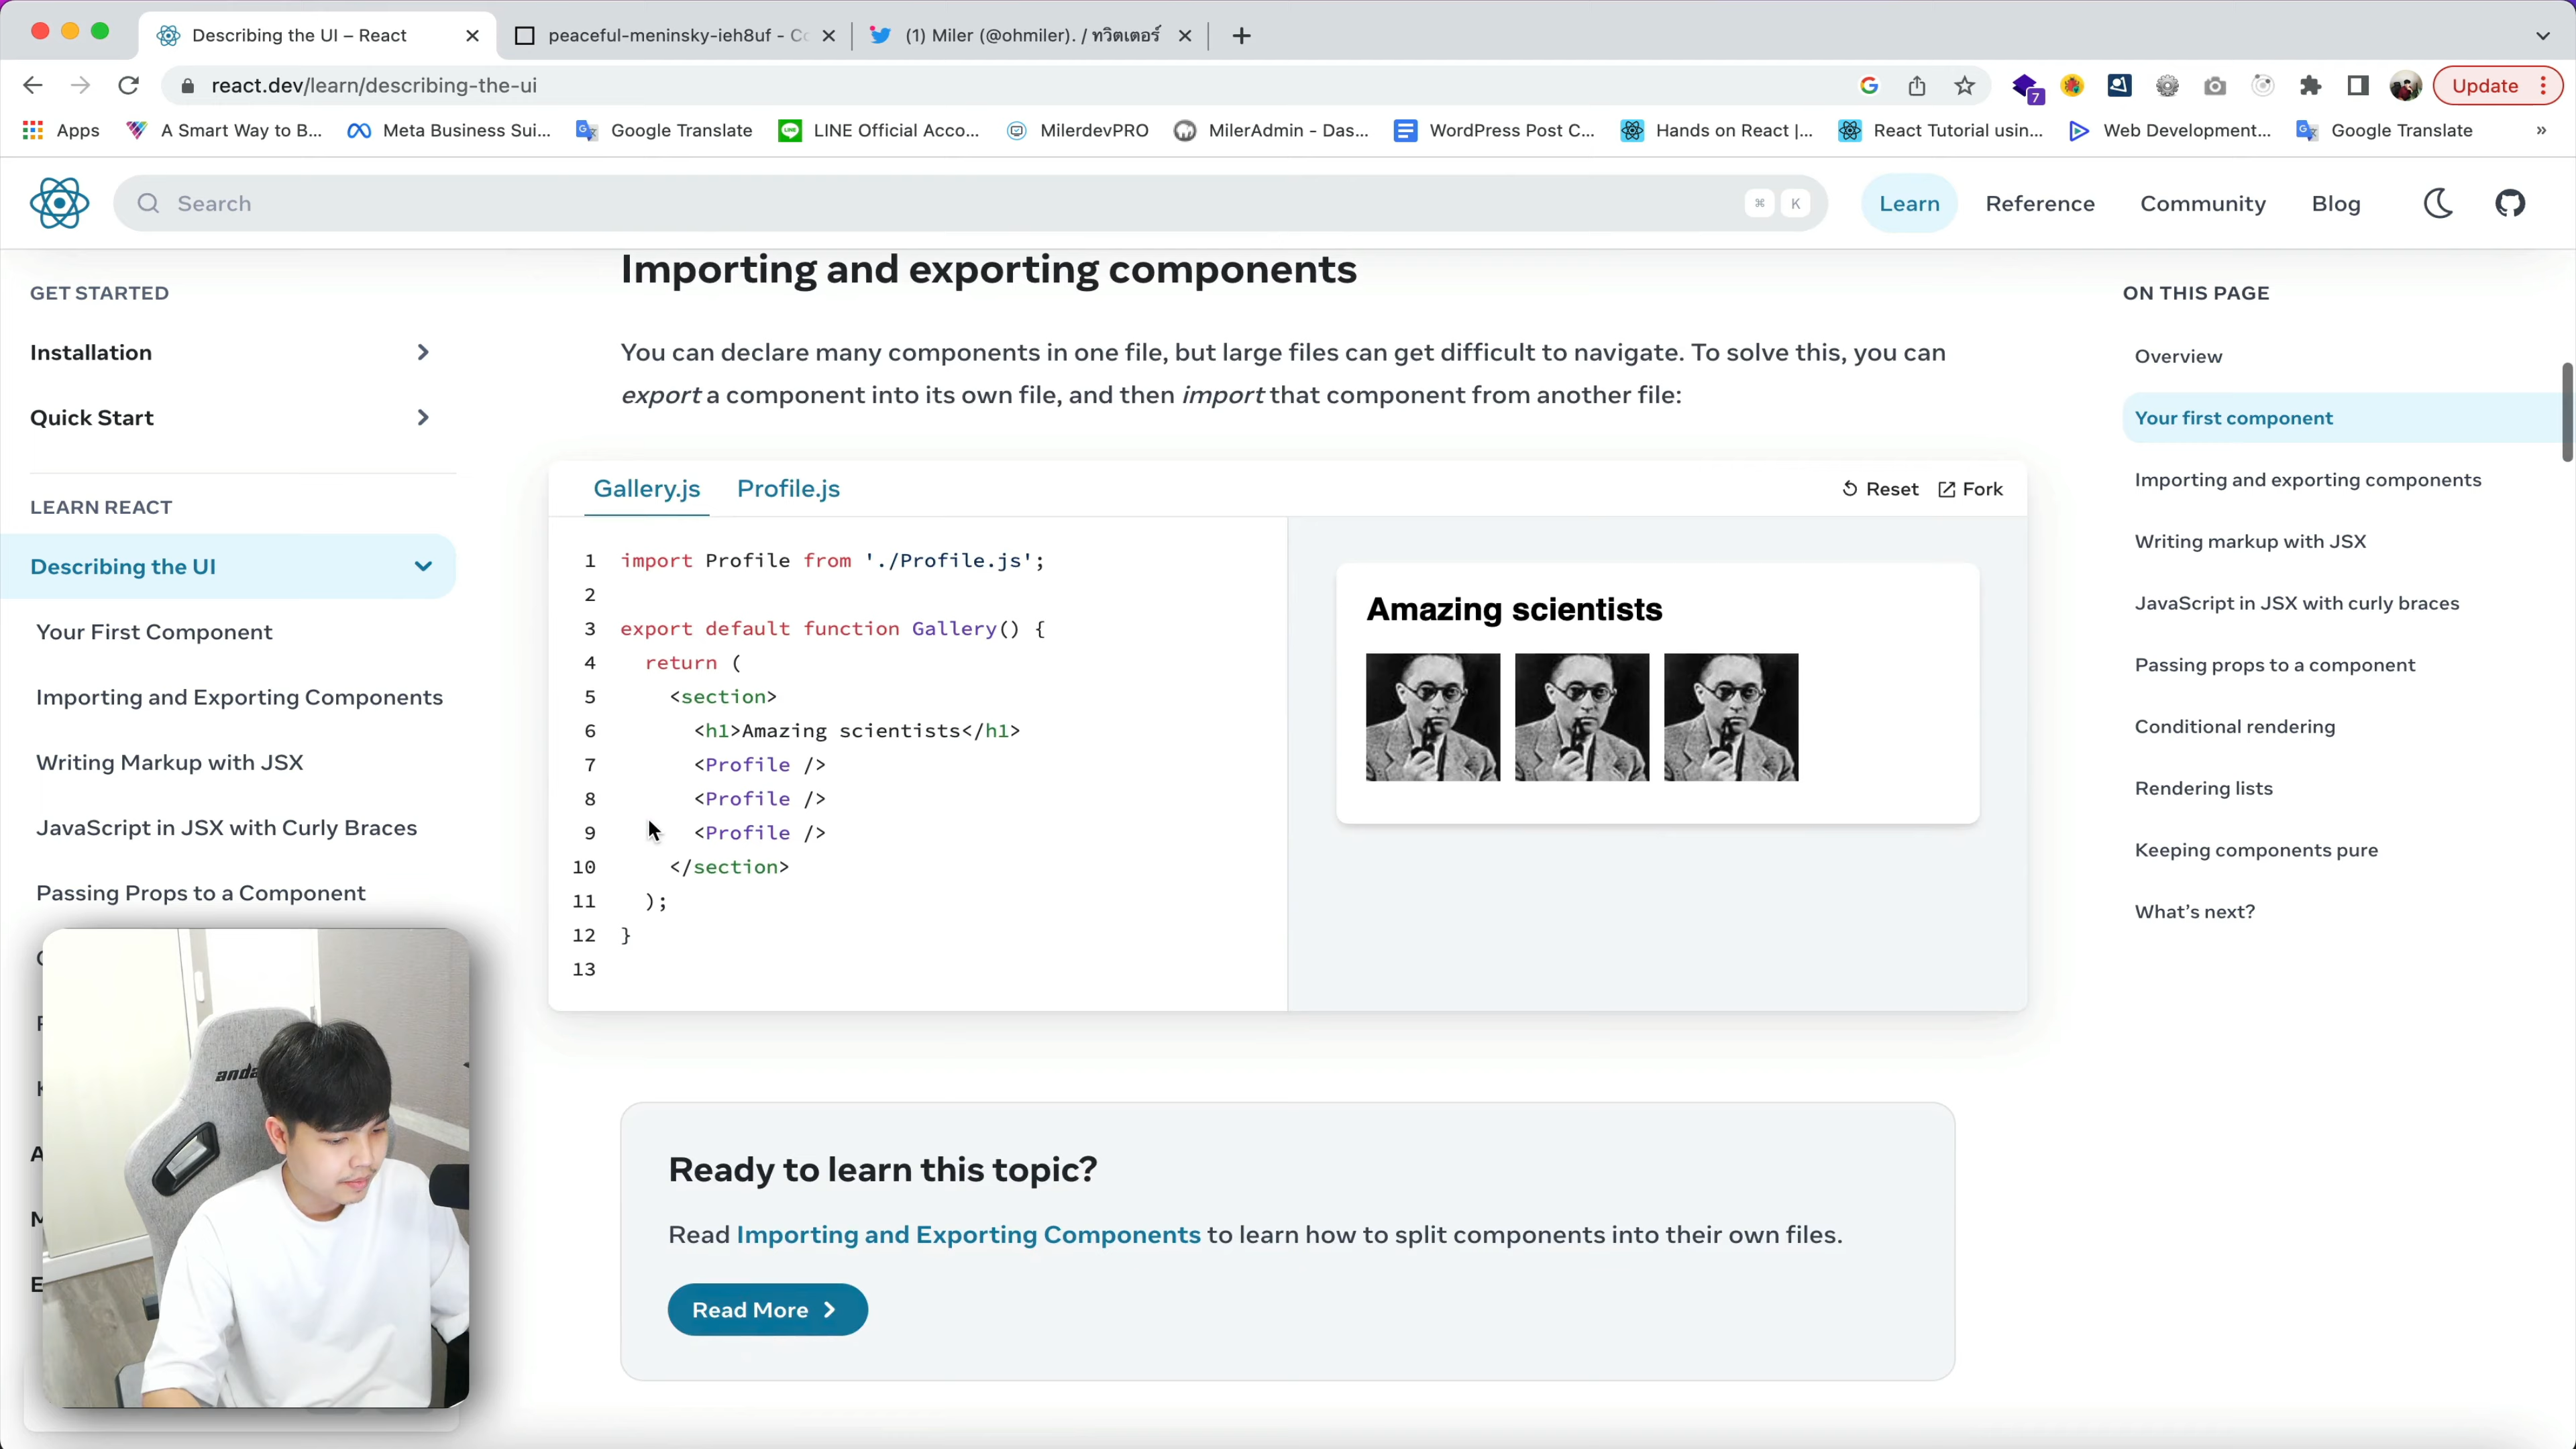 Describing the UI – React
peaceful-meninsky-ieh8uf - Co
(1) Miler (@ohmiler). / ทวิตเตอร์
react.dev/learn/describing-the-ui
7
Update
Apps
A Smart Way to B...
Meta Business Sui...
Google Translate
LINE Official Acco...
MilerdevPRO
MilerAdmin - Das...
WordPress Post C...
Hands on React |...
React Tutorial usin...
Web Development...
Google Translate
»
Search
⌘ K
Learn
Reference
Community
Blog
GET STARTED
Installation
Quick Start
LEARN REACT
Describing the UI
Your First Component
Importing and Exporting Components
Writing Markup with JSX
JavaScript in JSX with Curly Braces
Passing Props to a Component
anda
Importing and exporting components
You can declare many components in one file, but large files can get difficult to navigate. To solve this, you can
export a component into its own file, and then import that component from another file:
Gallery.js
Profile.js
Reset
Fork
1 import Profile from './Profile.js';
2
3 export default function Gallery() {
4 return (
5 <section>
6 <h1>Amazing scientists</h1>
7 <Profile />
8 <Profile />
9 <Profile />
10 </section>
11 );
12 }
13
Amazing scientists
Ready to learn this topic?
Read Importing and Exporting Components to learn how to split components into their own files.
Read More
ON THIS PAGE
Overview
Your first component
Importing and exporting components
Writing markup with JSX
JavaScript in JSX with curly braces
Passing props to a component
Conditional rendering
Rendering lists
Keeping components pure
What's next?